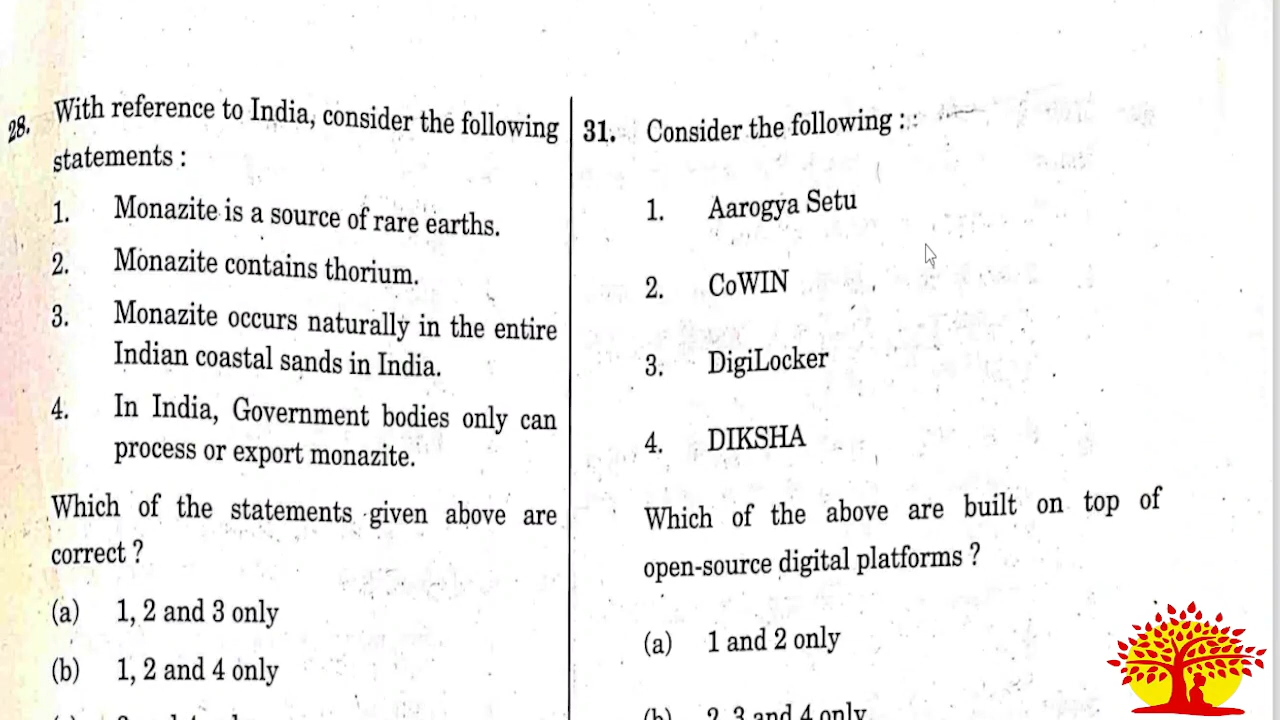 28. With reference to India, consider the following
statements :
1. Monazite is a source of rare earths.
2. Monazite contains thorium.
3. Monazite occurs naturally in the entire
Indian coastal sands in India.
4. In India, Government bodies only can
process or export monazite.
Which of the statements given above are
correct ?
(a) 1, 2 and 3 only
(b) 1, 2 and 4 only
31. Consider the following :
1. Aarogya Setu
2. CoWIN
3. DigiLocker
4. DIKSHA
Which of the above are built on top of
open-source digital platforms ?
(a) 1 and 2 only
(b) 2, 3 and 4 only